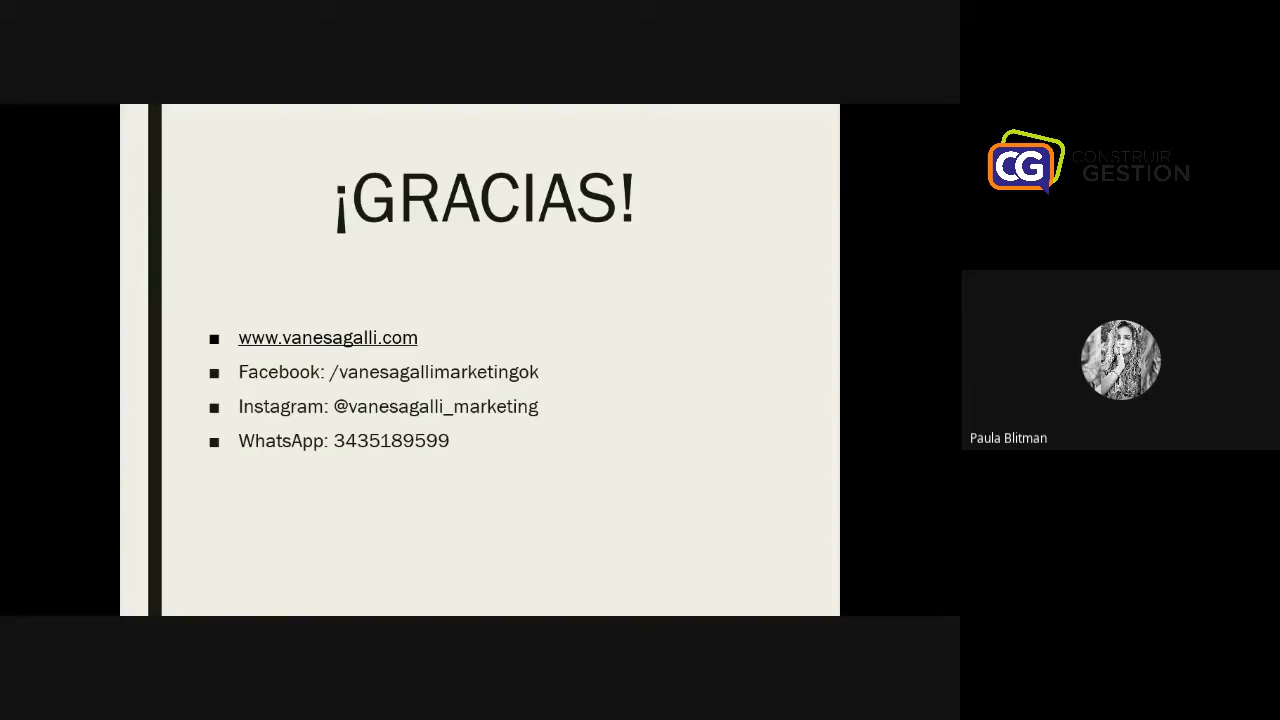 ¡GRACIAS!
www.vanesagalli.com
Facebook: /vanesagallimarketingok
Instagram: @vanesagalli_marketing
WhatsApp: 3435189599
CG
CONSTRUIR
GESTION
Paula Blitman